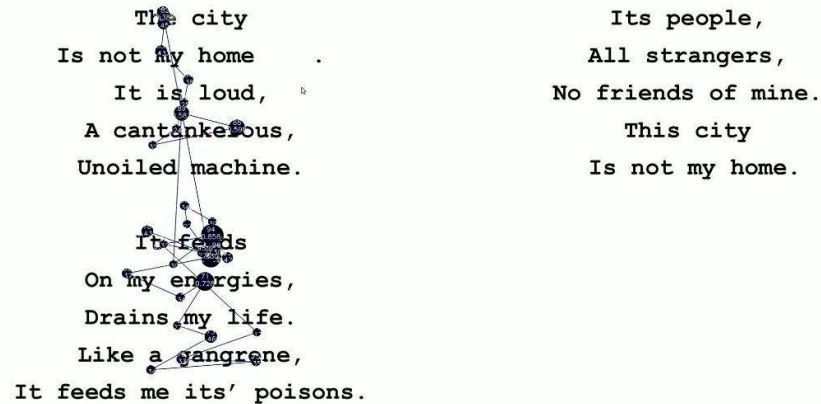 The city
Is not my home .
It is loud,
A cantankerous,
Unoiled machine.
It feeds
On my energies,
Drains my life.
Like a gangrene,
It feeds me its’ poisons.
Its people,
All strangers,
No friends of mine.
This city
Is not my home.